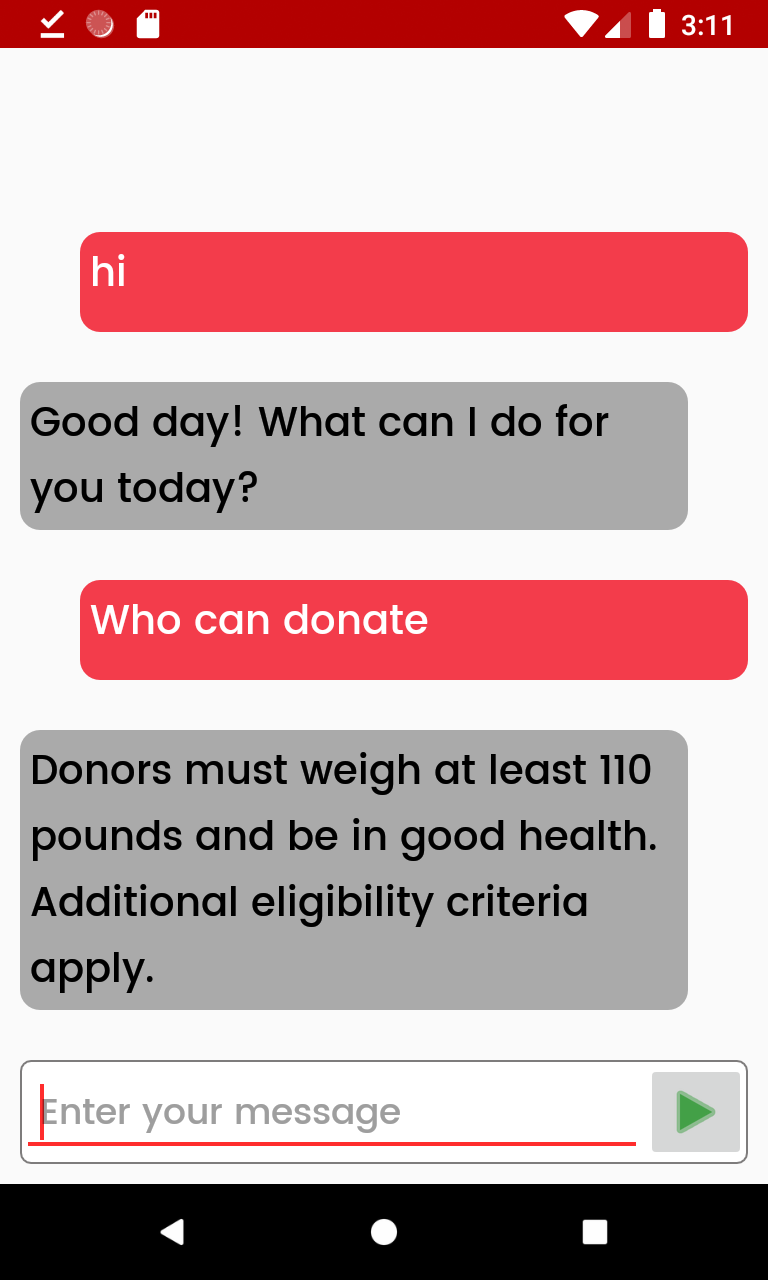 3:11
hi
Good day! What can I do for
you today?
Who can donate
Donors must weigh at least 110
pounds and be in good health.
Additional eligibility criteria
apply.
Enter your message